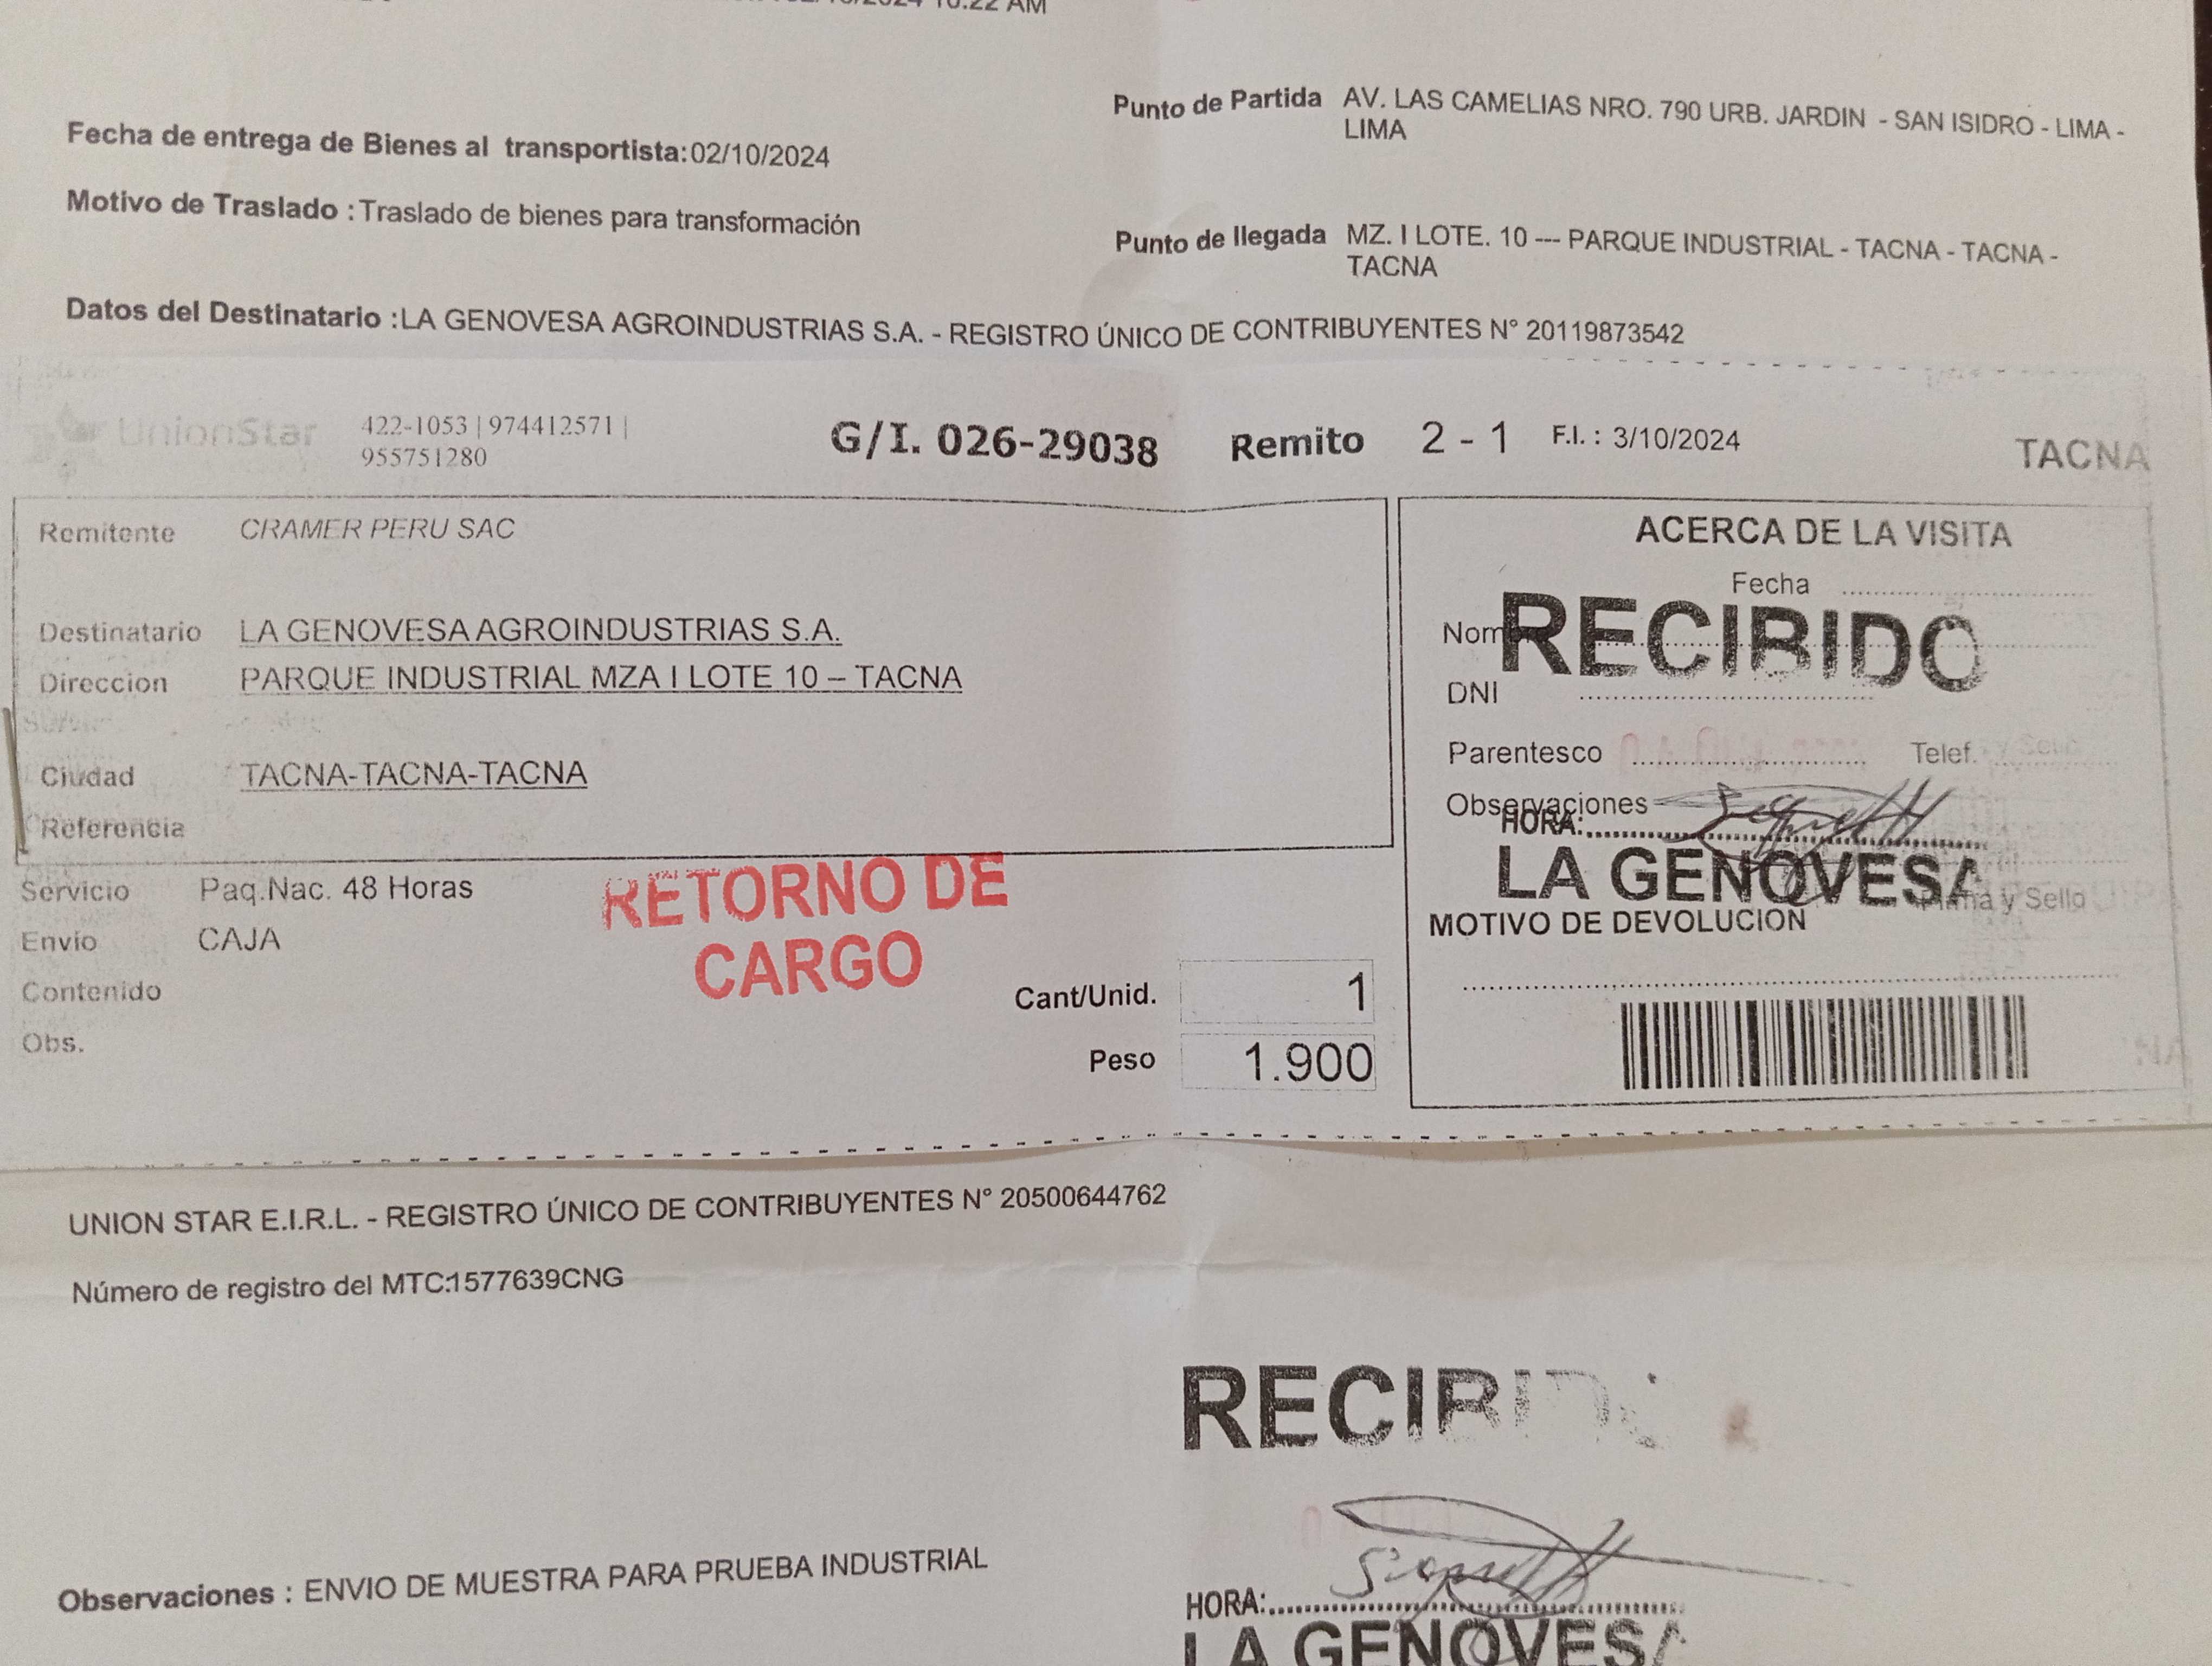 10:22 AM
Punto de Partida AV. LAS CAMELIAS NRO. 790 URB. JARDIN - SAN ISIDRO - LIMA -
LIMA
Fecha de entrega de Bienes al transportista:02/10/2024
Motivo de Traslado : Traslado de bienes para transformación
Punto de llegada MZ. I LOTE. 10 --- PARQUE INDUSTRIAL - TACNA - TACNA -
TACNA
Datos del Destinatario :LA GENOVESA AGROINDUSTRIAS S.A. - REGISTRO ÚNICO DE CONTRIBUYENTES N° 20119873542
UnionStar 422-1053 | 974412571 |
955751280
G/I. 026-29038 Remito 2 - 1 F.I. : 3/10/2024 TACNA
Remitente CRAMER PERU SAC
Destinatario LA GENOVESA AGROINDUSTRIAS S.A.
Direccion PARQUE INDUSTRIAL MZA I LOTE 10 – TACNA
Ciudad TACNA-TACNA-TACNA
Referencia
Servicio Paq.Nac. 48 Horas
Envio CAJA
Contenido
Obs.
RETORNO DE
CARGO
Cant/Unid. 1
Peso 1.900
ACERCA DE LA VISITA
Fecha
RECIBIDO
DNI
Parentesco Telef.
Observaciones
HORA:
LA GENOVESA
y Sello
MOTIVO DE DEVOLUCION
UNION STAR E.I.R.L. - REGISTRO ÚNICO DE CONTRIBUYENTES N° 20500644762
Número de registro del MTC:1577639CNG
RECIBIDO
Observaciones : ENVIO DE MUESTRA PARA PRUEBA INDUSTRIAL
HORA:
LA GENOVESA